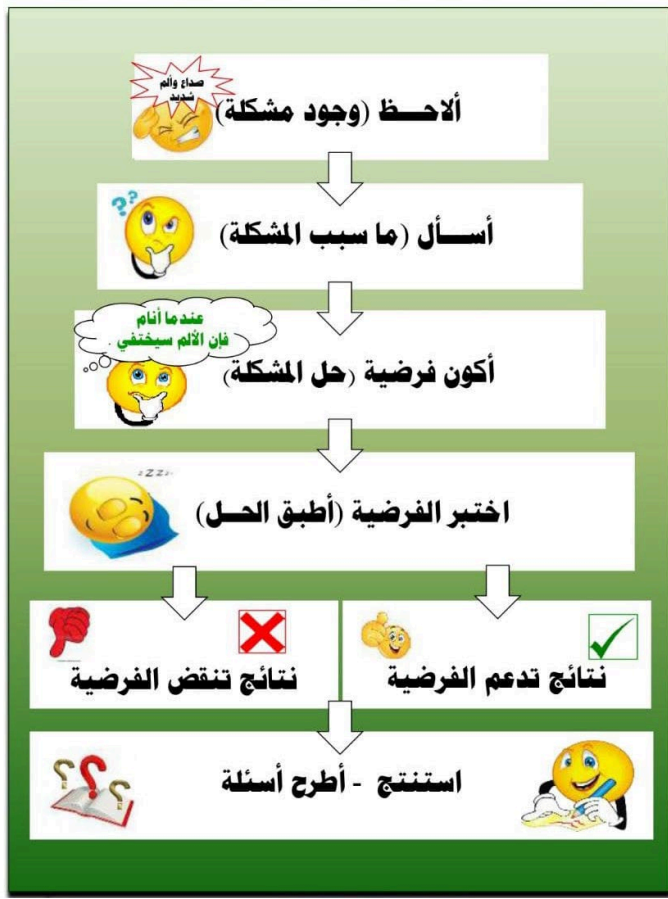 صداع وألم
شديد
ألاحــظ (وجود مشكلة)
??
أســأل (ما سبب المشكلة)
عندما أنام
فإن الألم سيختفي .
أكون فرضية (حل المشكلة)
zZZz..
اختبر الفرضية (أطبق الحــل)
نتائج تدعم الفرضية
نتائج تنقض الفرضية
استنتج - أطرح أسئلة